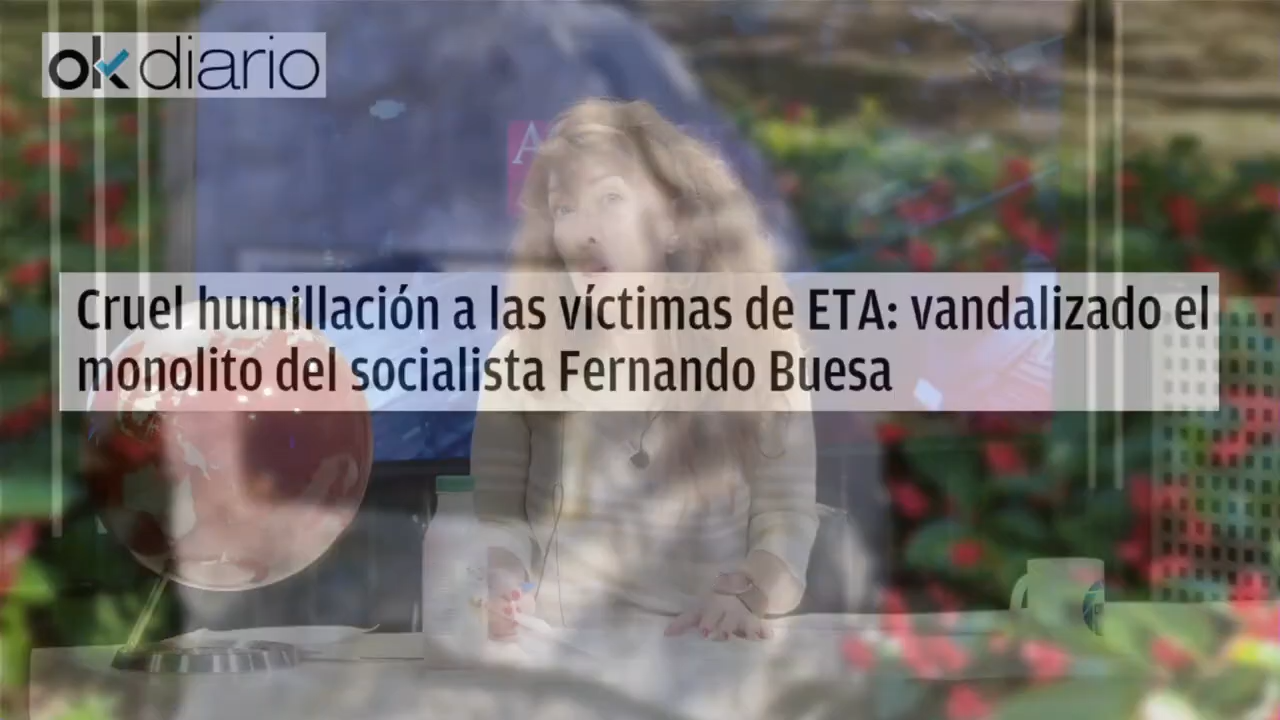 okdiario
Cruel humillación a las víctimas de ETA: vandalizado el
monolito del socialista Fernando Buesa